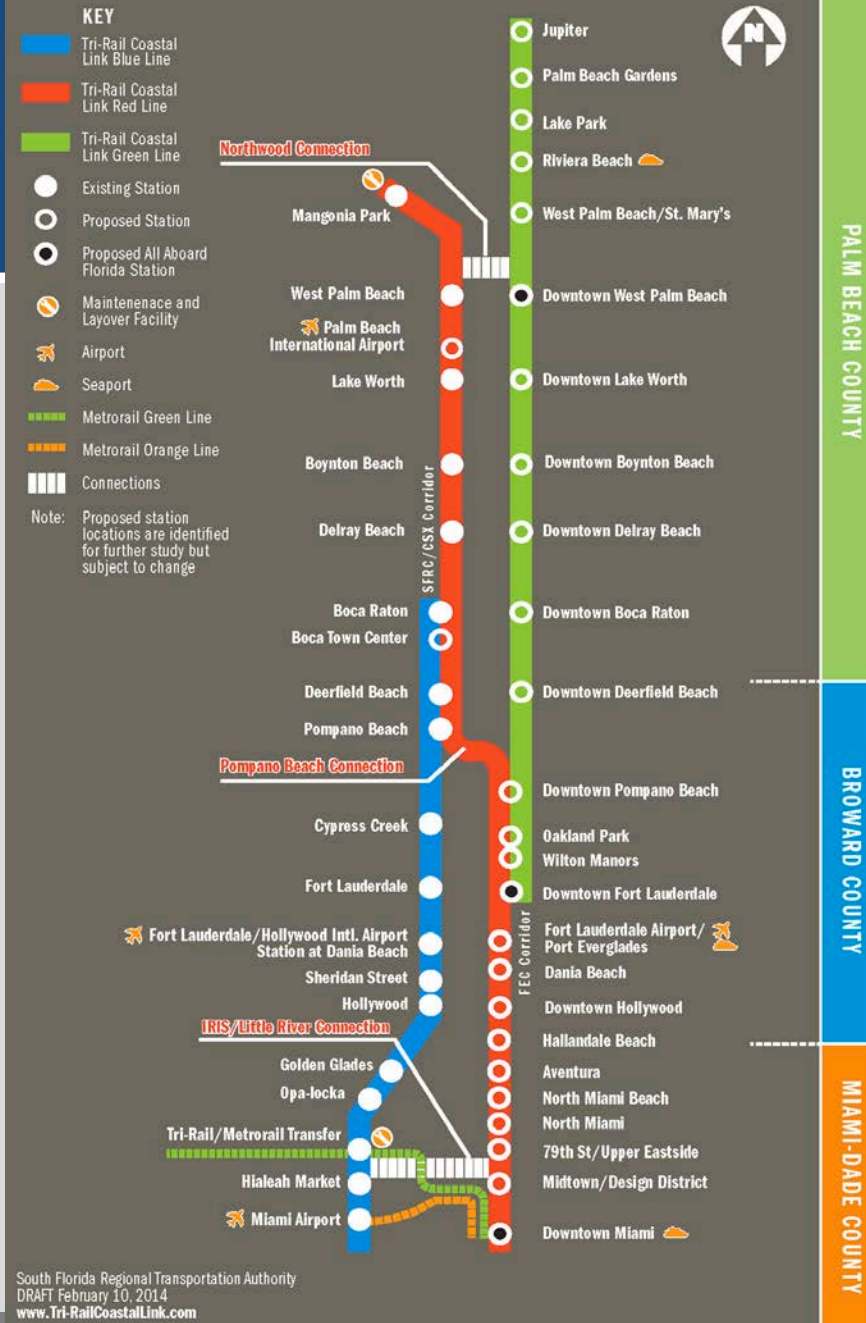 KEY
Tri-Rail Coastal
Link Blue Line
Tri-Rail Coastal
Link Red Line
Tri-Rail Coastal
Link Green Line
Existing Station
Proposed Station
Proposed All Aboard
Florida Station
Maintenenace and
Layover Facility
Airport
Seaport
Metrorail Green Line
Metrorail Orange Line
Connections
Note: Proposed station
locations are identified
for further study but
subject to change
N
Northwood Connection
Mangonia Park
West Palm Beach
Palm Beach
International Airport
Lake Worth
Boynton Beach
Delray Beach
SFRC/CSX Corridor
Boca Raton
Boca Town Center
Deerfield Beach
Pompano Beach
Pompano Beach Connection
Cypress Creek
Fort Lauderdale
Fort Lauderdale/Hollywood Intl. Airport
Station at Dania Beach
Sheridan Street
Hollywood
IRIS/Little River Connection
Golden Glades
Opa-locka
Tri-Rail/Metrorail Transfer
Hialeah Market
Miami Airport
Jupiter
Palm Beach Gardens
Lake Park
Riviera Beach
West Palm Beach/St. Mary's
Downtown West Palm Beach
Downtown Lake Worth
Downtown Boynton Beach
Downtown Delray Beach
Downtown Boca Raton
Downtown Deerfield Beach
Downtown Pompano Beach
Oakland Park
Wilton Manors
Downtown Fort Lauderdale
FEC Corridor
Fort Lauderdale Airport/
Port Everglades
Dania Beach
Downtown Hollywood
Hallandale Beach
Aventura
North Miami Beach
North Miami
79th St/Upper Eastside
Midtown/Design District
Downtown Miami
PALM BEACH COUNTY
BROWARD COUNTY
MIAMI-DADE COUNTY
South Florida Regional Transportation Authority
DRAFT February 10, 2014
www.Tri-RailCoastalLink.com